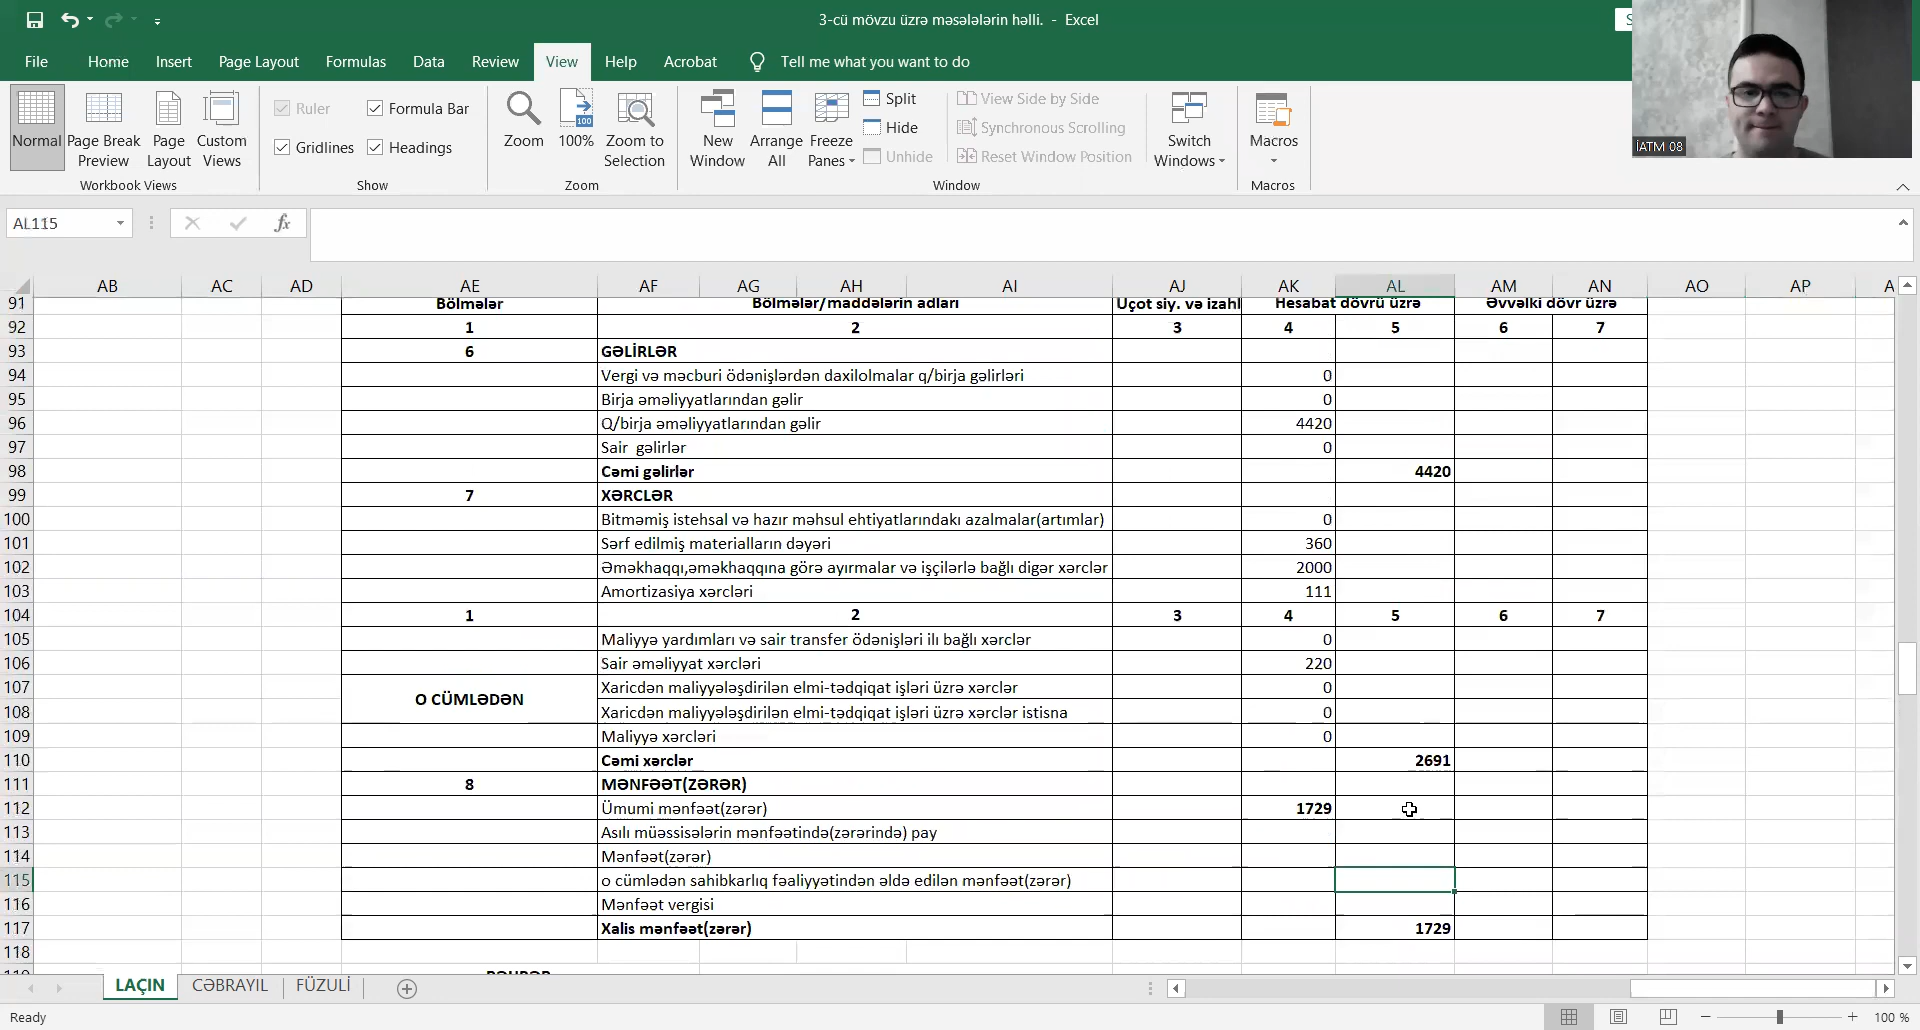 3-cü mövzu üzrə məsələlərin həlli. - Excel
S
File Home Insert Page Layout Formulas Data Review View Help Acrobat Tell me what you want to do
Normal
Page Break Preview
Page Layout
Custom Views
Workbook Views
Ruler
Formula Bar
Gridlines
Headings
Show
Zoom
100
100%
Zoom to Selection
Zoom
New Window
Arrange All
Freeze Panes
Split
Hide
Unhide
View Side by Side
Synchronous Scrolling
Reset Window Position
Window
Switch Windows
Macros
Macros
İATM 08
AL115 fx
AB AC AD AE AF AG AH AI AJ AK AL AM AN AO AP A
91 Bölmələr Bölmələr/maddələrin adları Uçot siy. və izahl Hesabat dövrü üzrə Əvvəlki dövr üzrə
92 1 2 3 4 5 6 7
93 6 GƏLİRLƏR
94 Vergi və məcburi ödənişlərdən daxilolmalar q/birja gəlirləri 0
95 Birja əməliyyatlarından gəlir 0
96 Q/birja əməliyyatlarından gəlir 4420
97 Sair gəlirlər 0
98 Cəmi gəlirlər 4420
99 7 XƏRCLƏR
100 Bitməmiş istehsal və hazır məhsul ehtiyatlarındakı azalmalar(artımlar) 0
101 Sərf edilmiş materialların dəyəri 360
102 Əməkhaqqı,əməkhaqqına görə ayırmalar və işçilərlə bağlı digər xərclər 2000
103 Amortizasiya xərcləri 111
104 1 2 3 4 5 6 7
105 Maliyyə yardımları və sair transfer ödənişləri ilı bağlı xərclər 0
106 Sair əməliyyat xərcləri 220
107 O CÜMLƏDƏN Xaricdən maliyyələşdirilən elmi-tədqiqat işləri üzrə xərclər 0
108 Xaricdən maliyyələşdirilən elmi-tədqiqat işləri üzrə xərclər istisna 0
109 Maliyyə xərcləri 0
110 Cəmi xərclər 2691
111 8 MƏNFƏƏT(ZƏRƏR)
112 Ümumi mənfəət(zərər) 1729
113 Asılı müəssisələrin mənfəətində(zərərində) pay
114 Mənfəət(zərər)
115 o cümlədən sahibkarlıq fəaliyyətindən əldə edilən mənfəət(zərər)
116 Mənfəət vergisi
117 Xalis mənfəət(zərər) 1729
118
LAÇIN CƏBRAYIL FÜZULİ
Ready 100 %